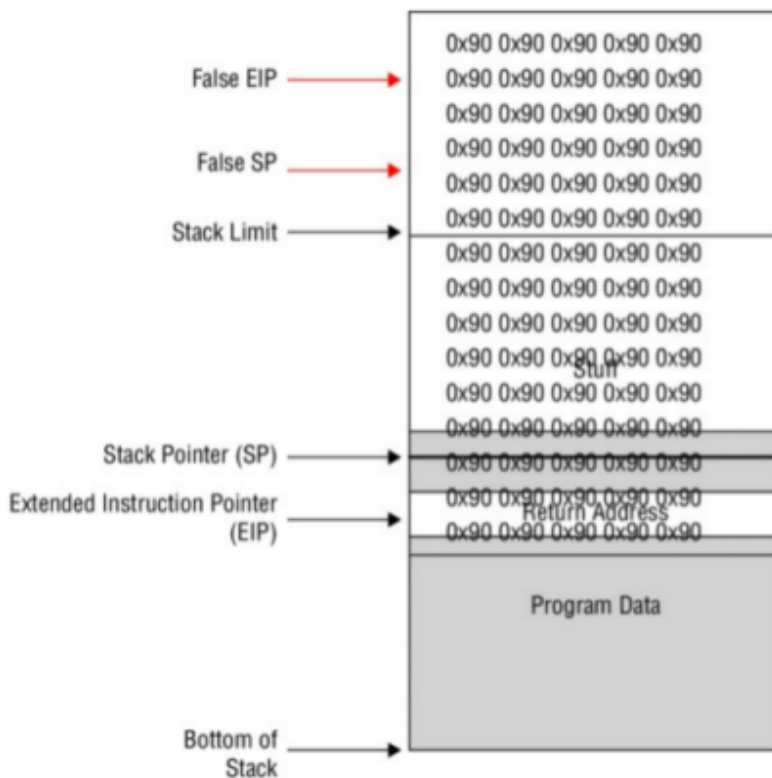 0x90 0x90 0x90 0x90 0x90
False EIP
0x90 0x90 0x90 0x90 0x90
0x90 0x90 0x90 0x90 0x90
0x90 0x90 0x90 0x90 0x90
False SP
0x90 0x90 0x90 0x90 0x90
0x90 0x90 0x90 0x90 0x90
Stack Limit
0x90 0x90 0x90 0x90 0x90
0x90 0x90 0x90 0x90 0x90
0x90 0x90 0x90 0x90 0x90
0x90 0x90 0x90 0x90 0x90
Stuff
0x90 0x90 0x90 0x90 0x90
0x90 0x90 0x90 0x90 0x90
Stack Pointer (SP)
0x90 0x90 0x90 0x90 0x90
0x90 0x90 0x90 0x90 0x90
Extended Instruction Pointer
(EIP)
Return Address
0x90 0x90 0x90 0x90 0x90
Program Data
Bottom of
Stack